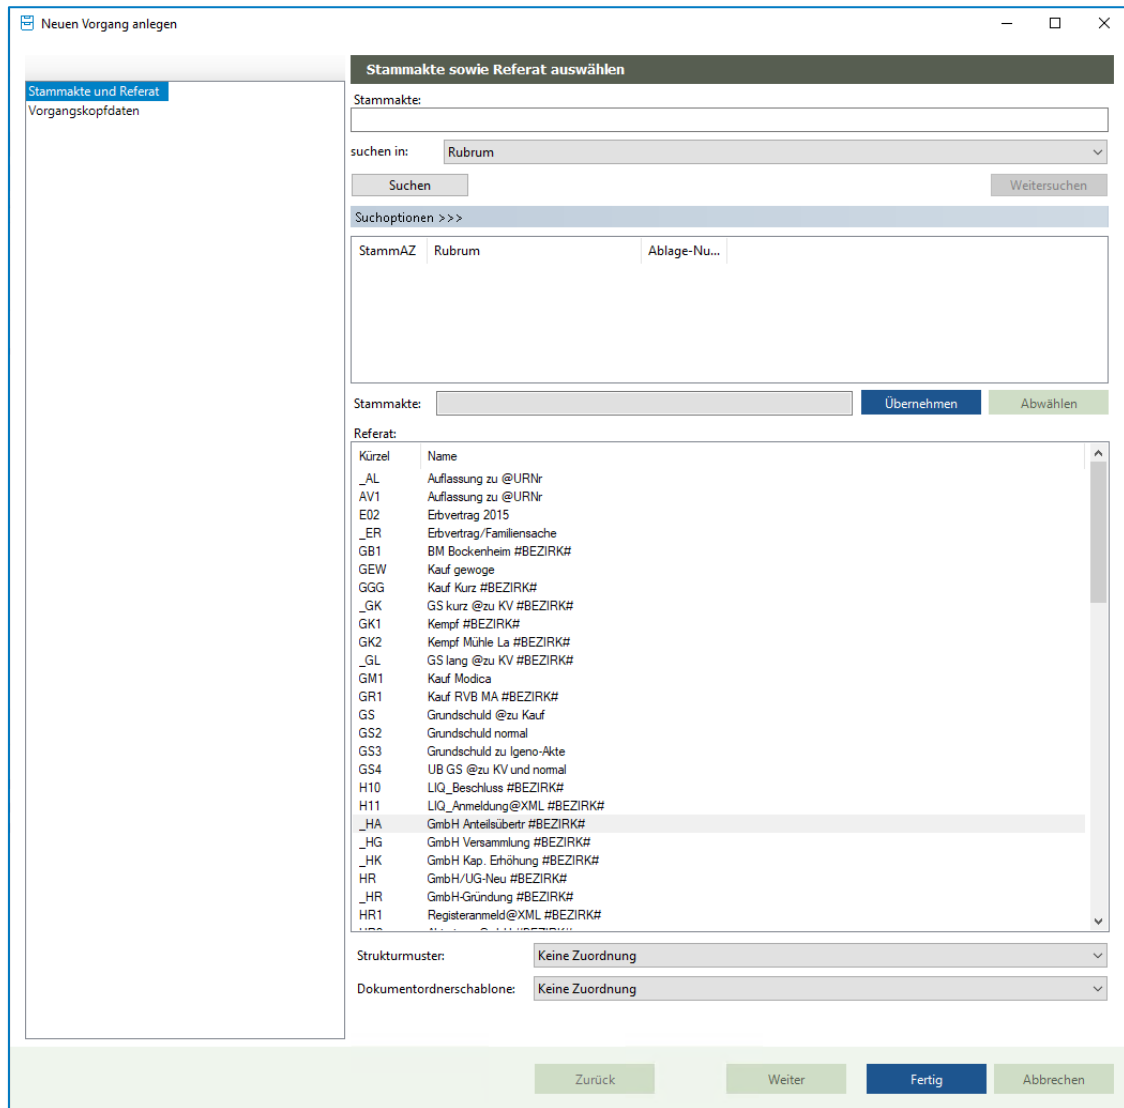 Neuen Vorgang anlegen
Stammakte und Referat
Vorgangskopfdaten
Stammakte sowie Referat auswählen
Stammakte:
suchen in: Rubrum
Suchen Weitersuchen
Suchoptionen >>>
StammAZ Rubrum Ablage-Nu...
Stammakte: Übernehmen Abwählen
Referat:
Kürzel Name
_AL Auflassung zu @URNr
AV1 Auflassung zu @URNr
E02 Erbvertrag 2015
_ER Erbvertrag/Familiensache
GB1 BM Bockenheim #BEZIRK#
GEW Kauf gewoge
GGG Kauf Kurz #BEZIRK#
_GK GS kurz @zu KV #BEZIRK#
GK1 Kempf #BEZIRK#
GK2 Kempf Mühle La #BEZIRK#
_GL GS lang @zu KV #BEZIRK#
GM1 Kauf Modica
GR1 Kauf RVB MA #BEZIRK#
GS Grundschuld @zu Kauf
GS2 Grundschuld normal
GS3 Grundschuld zu Igeno-Akte
GS4 UB GS @zu KV und normal
H10 LIQ_Beschluss #BEZIRK#
H11 LIQ_Anmeldung@XML #BEZIRK#
_HA GmbH Anteilsübertr #BEZIRK#
_HG GmbH Versammlung #BEZIRK#
_HK GmbH Kap. Erhöhung #BEZIRK#
HR GmbH/UG-Neu #BEZIRK#
_HR GmbH-Gründung #BEZIRK#
HR1 Registeranmeld@XML #BEZIRK#
Strukturmuster: Keine Zuordnung
Dokumentordnerschablone: Keine Zuordnung
Zurück Weiter Fertig Abbrechen